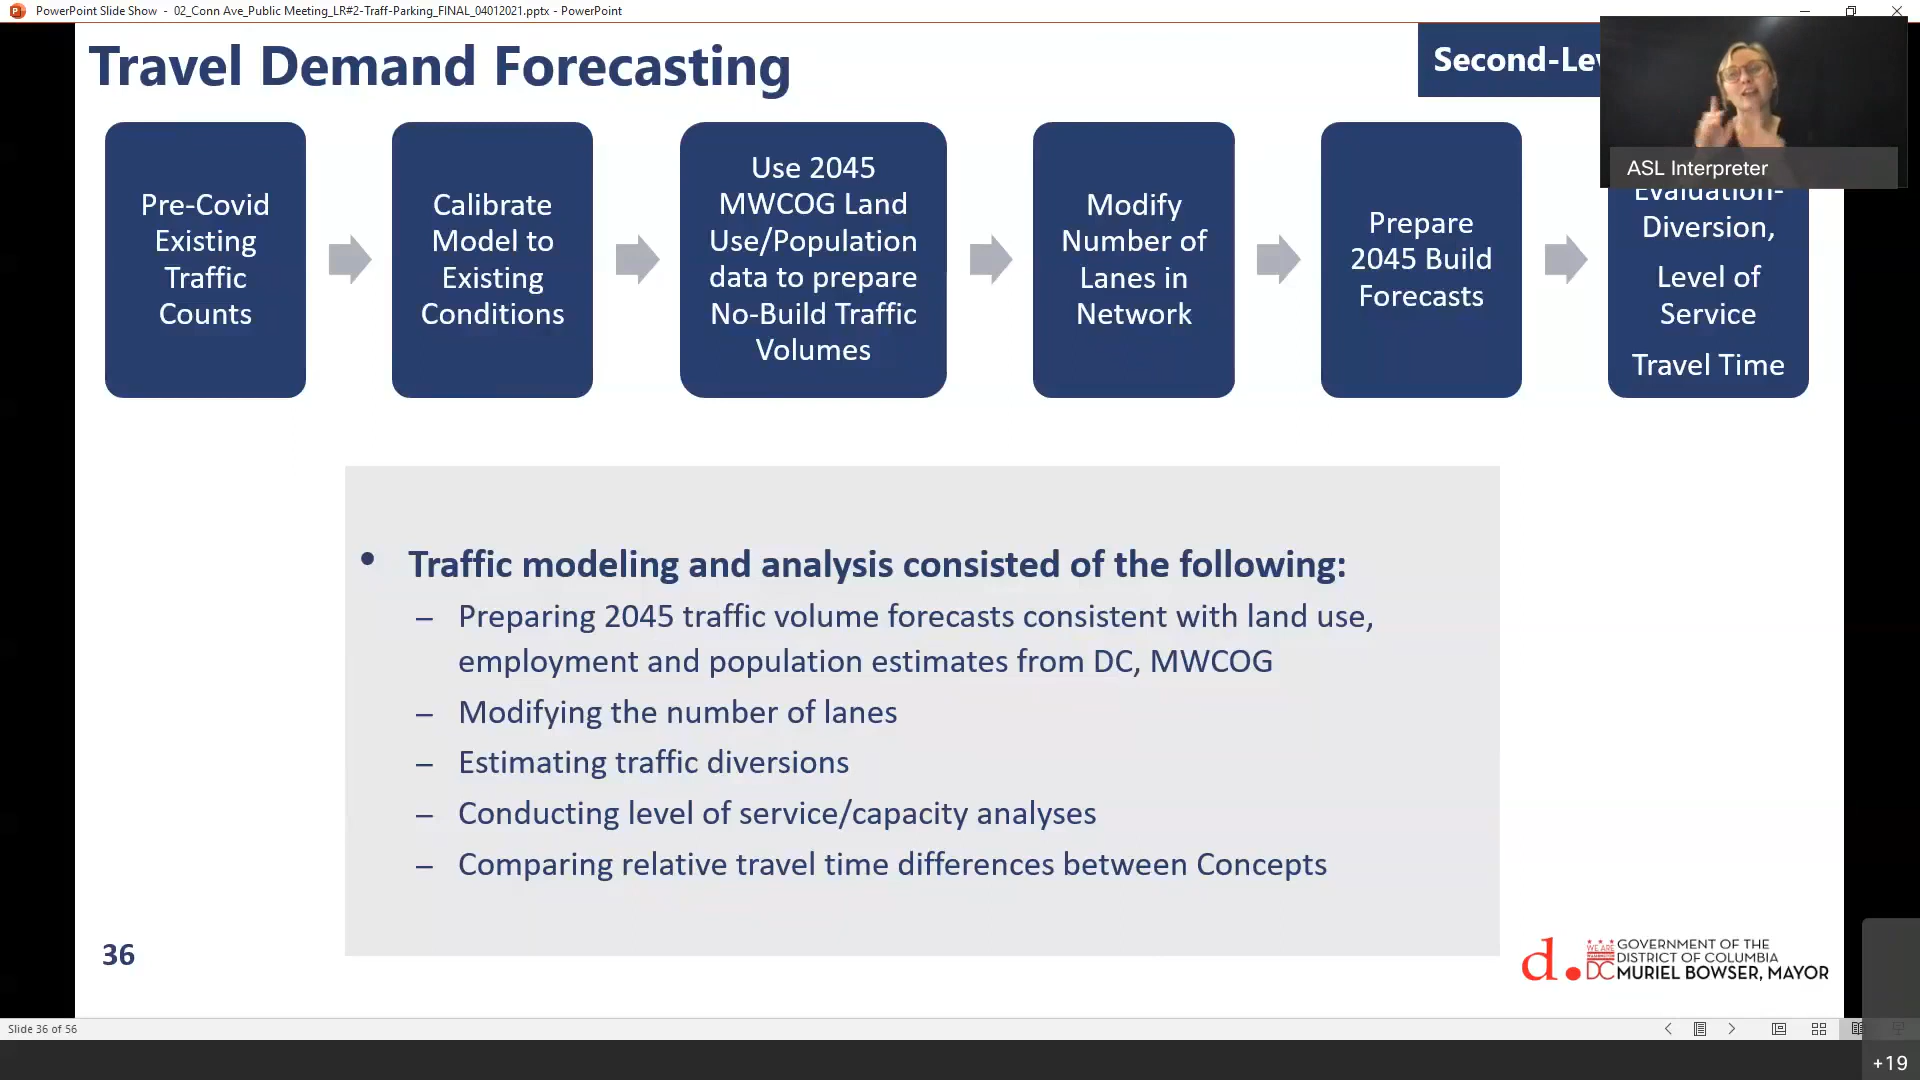 PowerPoint Slide Show - 02_Conn Ave_Public Meeting_LR#2-Traff-Parking_FINAL_04012021.pptx - PowerPoint
Travel Demand Forecasting
Second-Le
ASL Interpreter
Pre-Covid
Existing
Traffic
Counts
Calibrate
Model to
Existing
Conditions
Use 2045
MWCOG Land
Use/Population
data to prepare
No-Build Traffic
Volumes
Modify
Number of
Lanes in
Network
Prepare
2045 Build
Forecasts
Evaluation-
Diversion,
Level of
Service
Travel Time
• Traffic modeling and analysis consisted of the following:
– Preparing 2045 traffic volume forecasts consistent with land use,
employment and population estimates from DC, MWCOG
– Modifying the number of lanes
– Estimating traffic diversions
– Conducting level of service/capacity analyses
– Comparing relative travel time differences between Concepts
36
d.
WE ARE
WASHINGTON
DC
GOVERNMENT OF THE
DISTRICT OF COLUMBIA
MURIEL BOWSER, MAYOR
Slide 36 of 56
+19